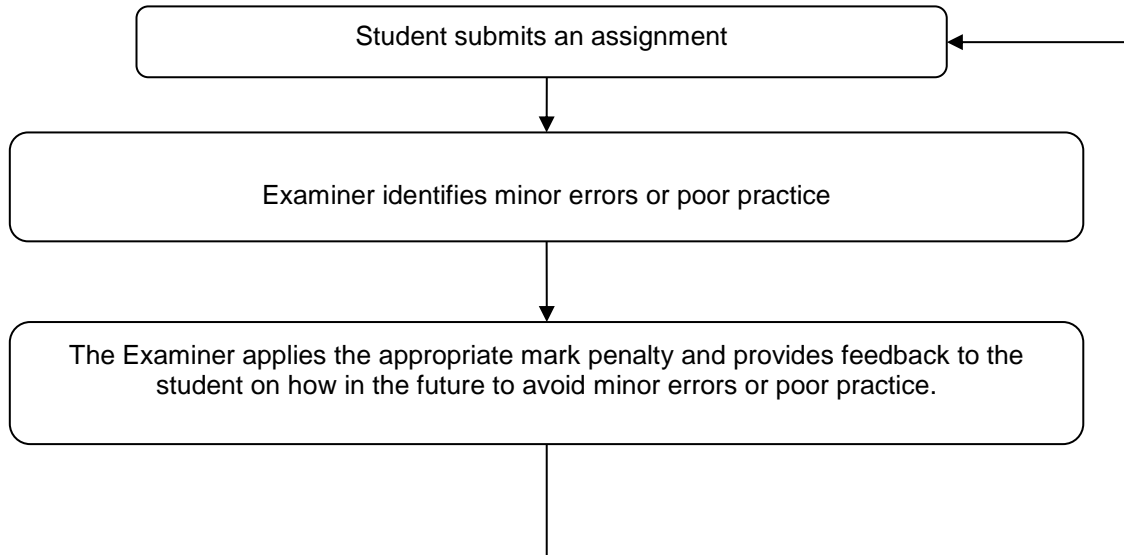 Student submits an assignment
Examiner identifies minor errors or poor practice
The Examiner applies the appropriate mark penalty and provides feedback to the
student on how in the future to avoid minor errors or poor practice.